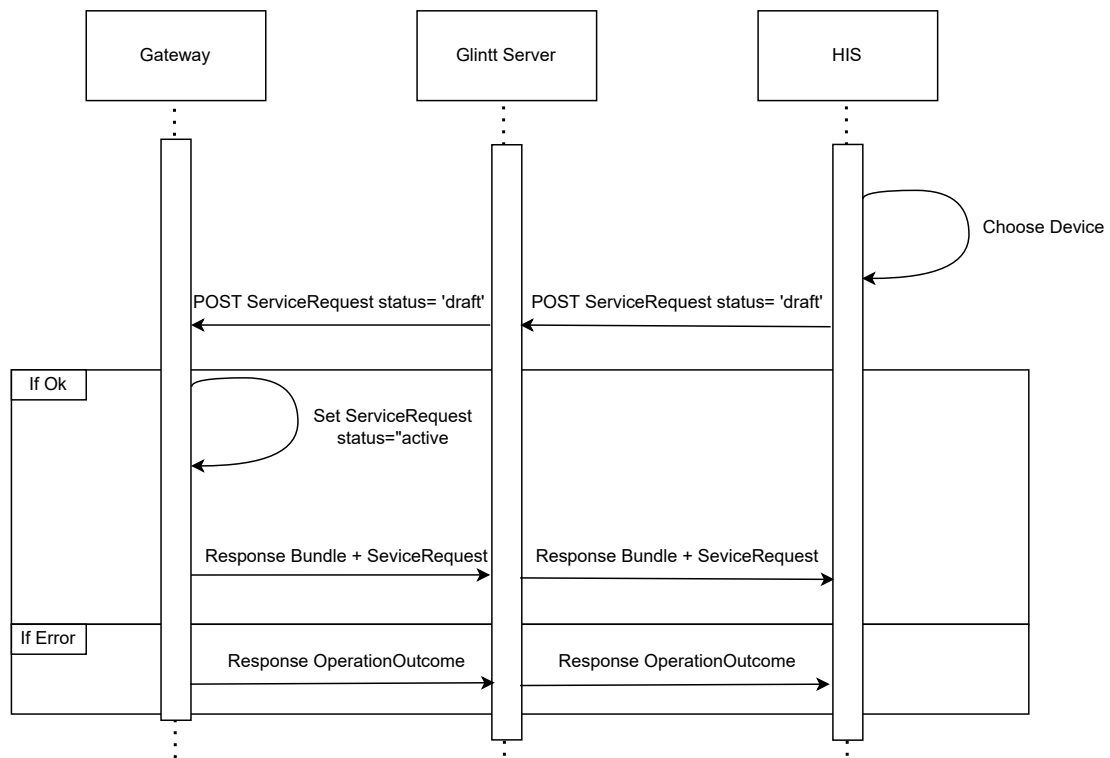 Gateway
Glintt Server
HIS
Choose Device
POST ServiceRequest status= 'draft'
POST ServiceRequest status= 'draft'
If Ok
Set ServiceRequest
status="active
Response Bundle + SeviceRequest
Response Bundle + SeviceRequest
If Error
Response OperationOutcome
Response OperationOutcome